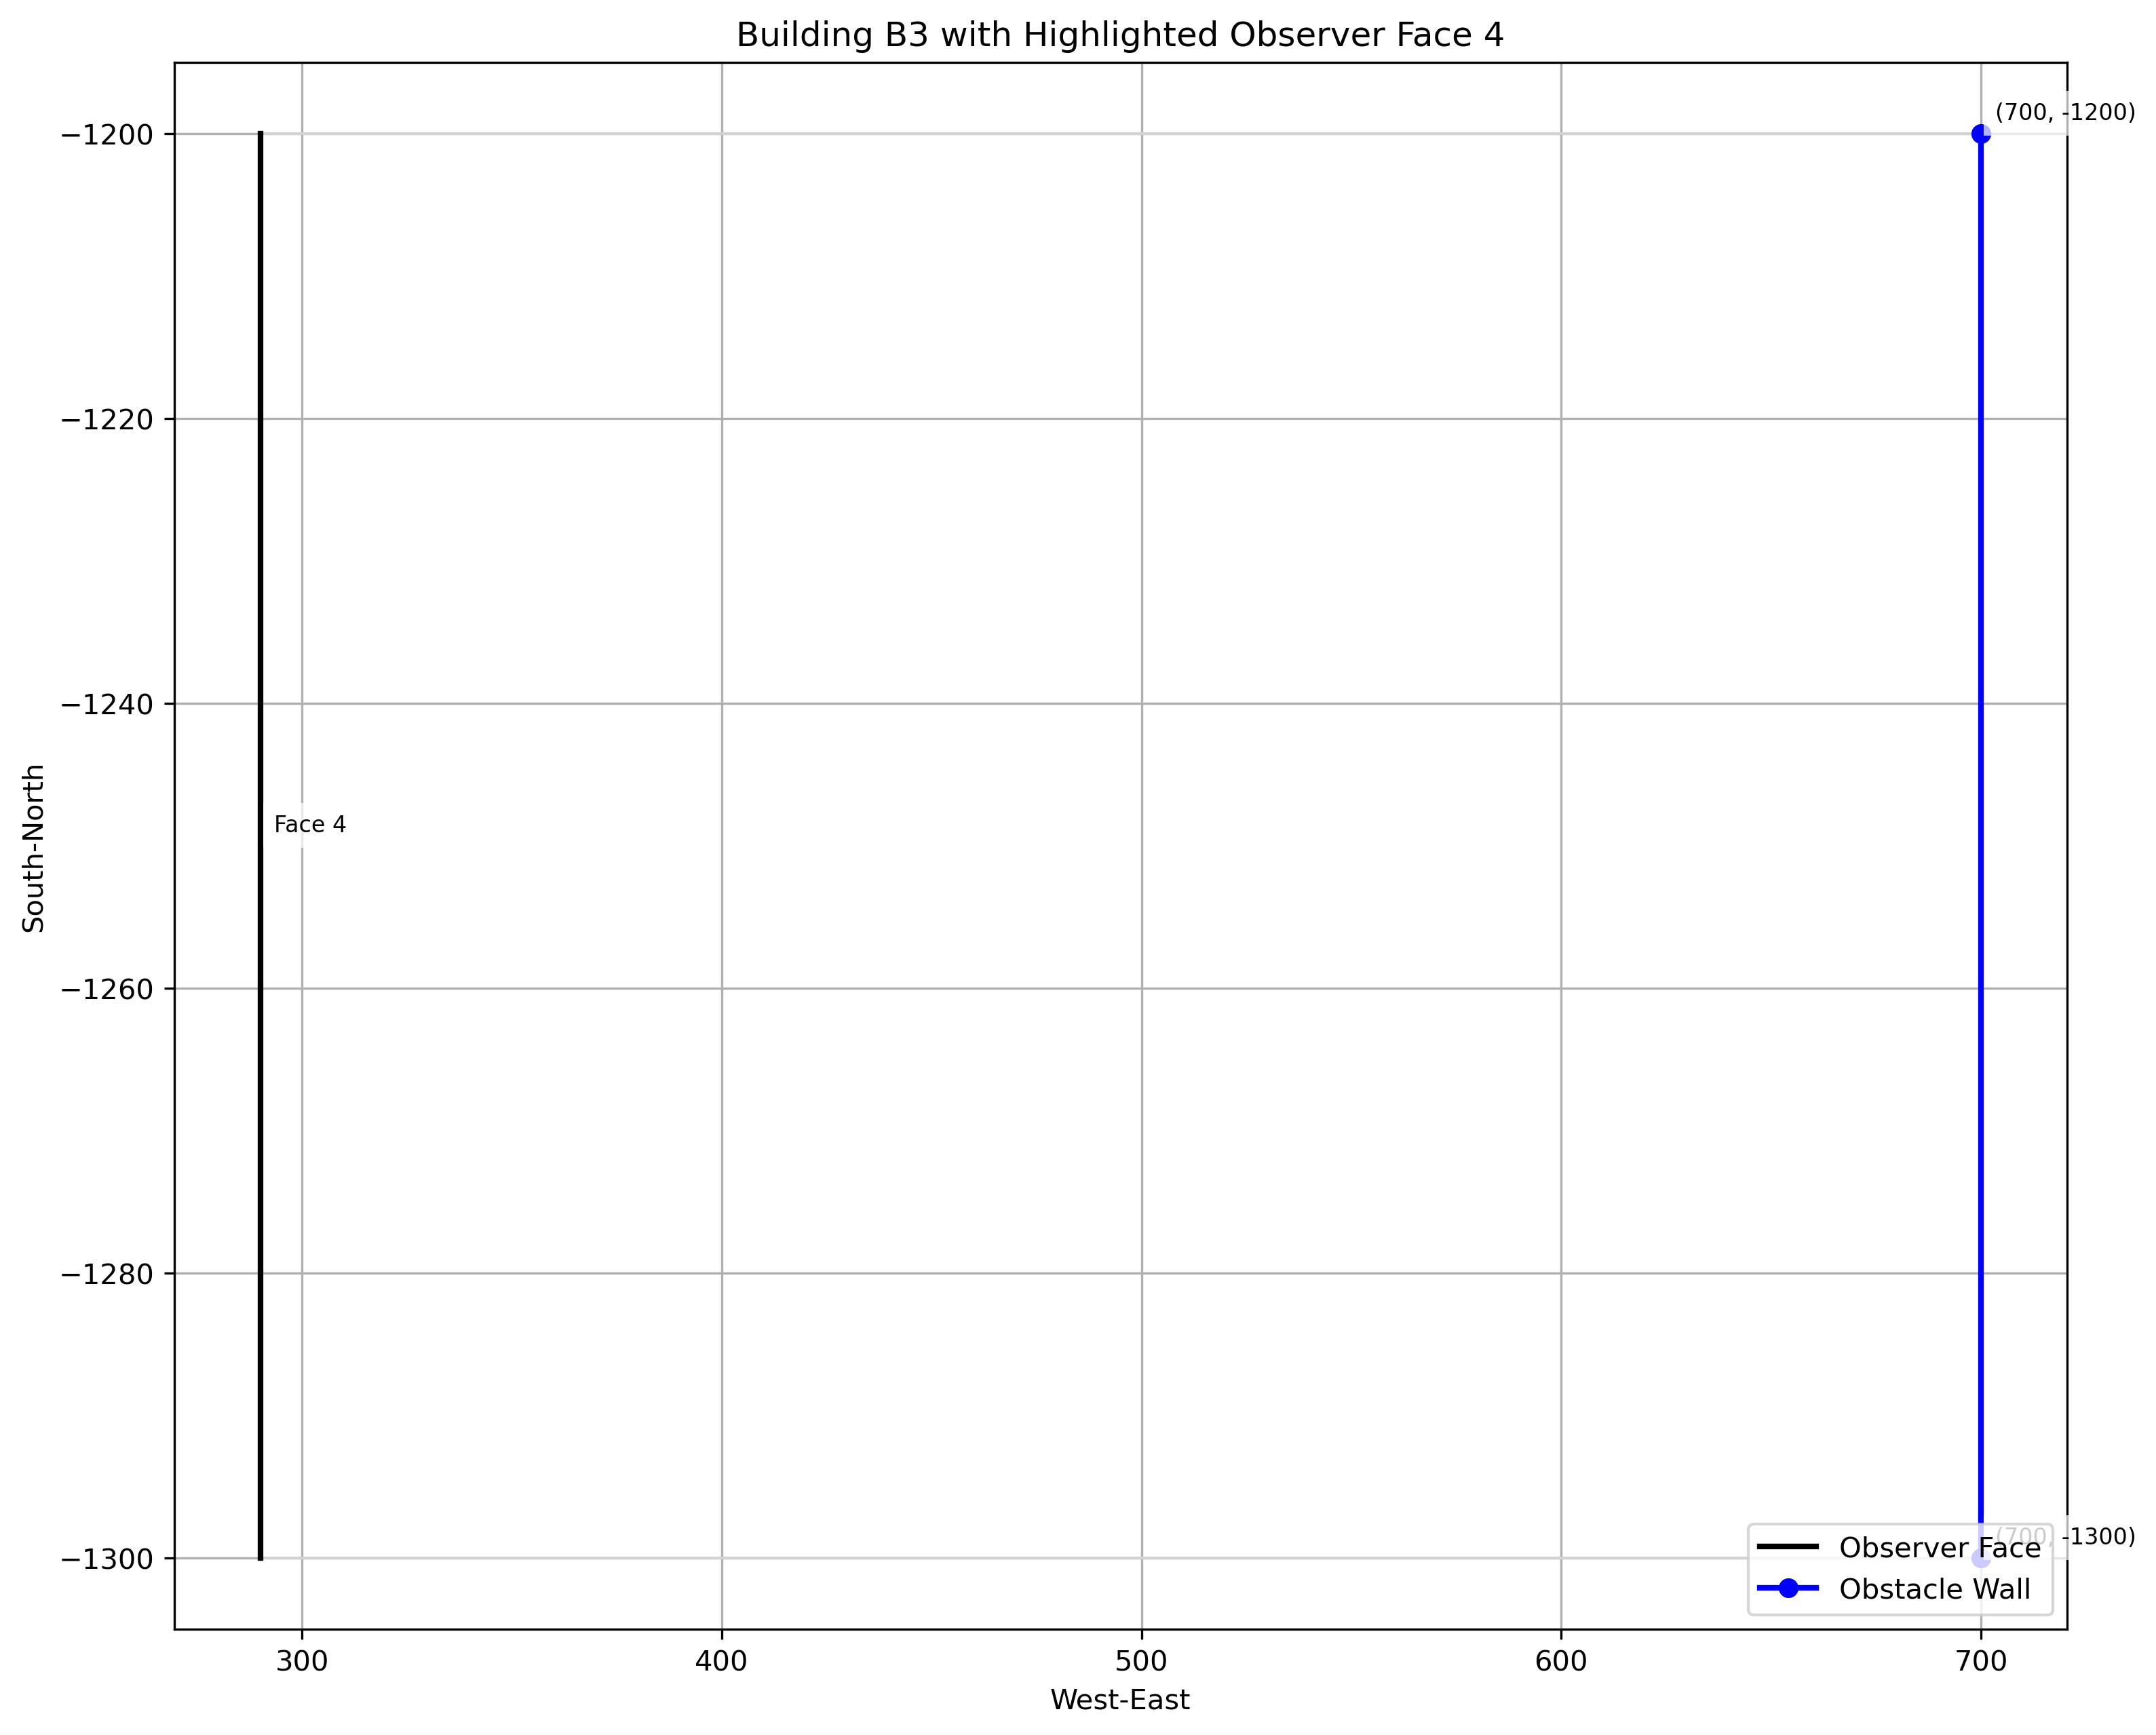 Building B3 with Highlighted Observer Face 4
(700, -1200)
−1200
−1220
−1240
Face 4
−1260
−1280
(700, -1300)
−1300
Observer Face
Obstacle Wall
South-North
300
400
500
600
700
West-East